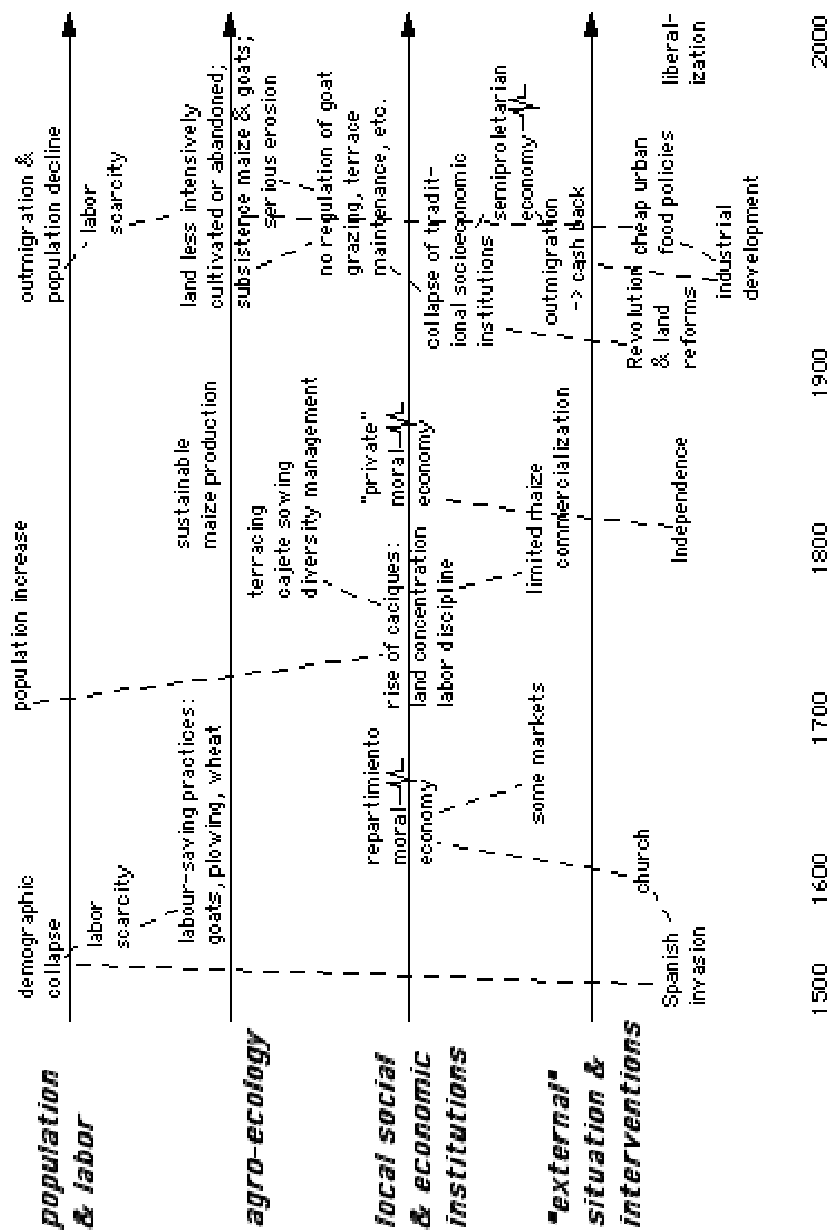 population
& labor
demographic
collapse
labor
scarcity
population increase
outmigration &
population decline
labor
scarcity
agro-ecology
labour-saving practices:
goats, plowing, wheat
sustainable
maize production
terracing
cajete sowing
diversity management
land less intensively
cultivated or abandoned;
subsistence maize & goats;
serious erosion
no regulation of goat
grazing, terrace
maintenance, etc.
local social
& economic
institutions
repartimiento
moral
economy
rise of caciques:
land concentration
labor discipline
"private"
moral
economy
collapse of tradit-
ional socioeconomic
institutions
semiproletarian
economy
"external"
situation &
interventions
some markets
limited maize
commercialization
outmigration
-> cash back
Spanish
invasion
church
Independence
Revolution
& land
reforms
cheap urban
food policies
industrial
development
liberal-
ization
1500
1600
1700
1800
1900
2000